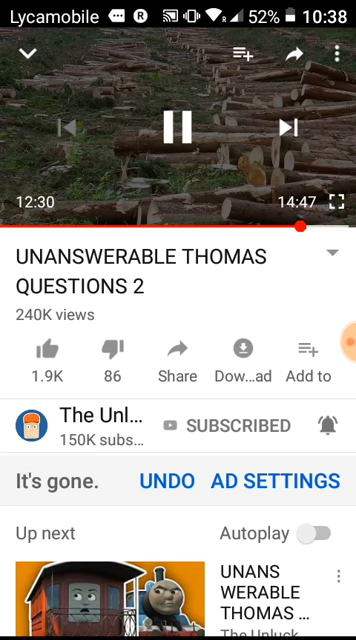 Lycamobile 52% 10:38
12:30 14:47
UNANSWERABLE THOMAS
QUESTIONS 2
240K views
1.9K 86 Share Dow...ad Add to
The Unl...
150K subs...
SUBSCRIBED
It's gone. UNDO AD SETTINGS
Up next Autoplay
UNANS
WERABLE
THOMAS ...
The Unluck